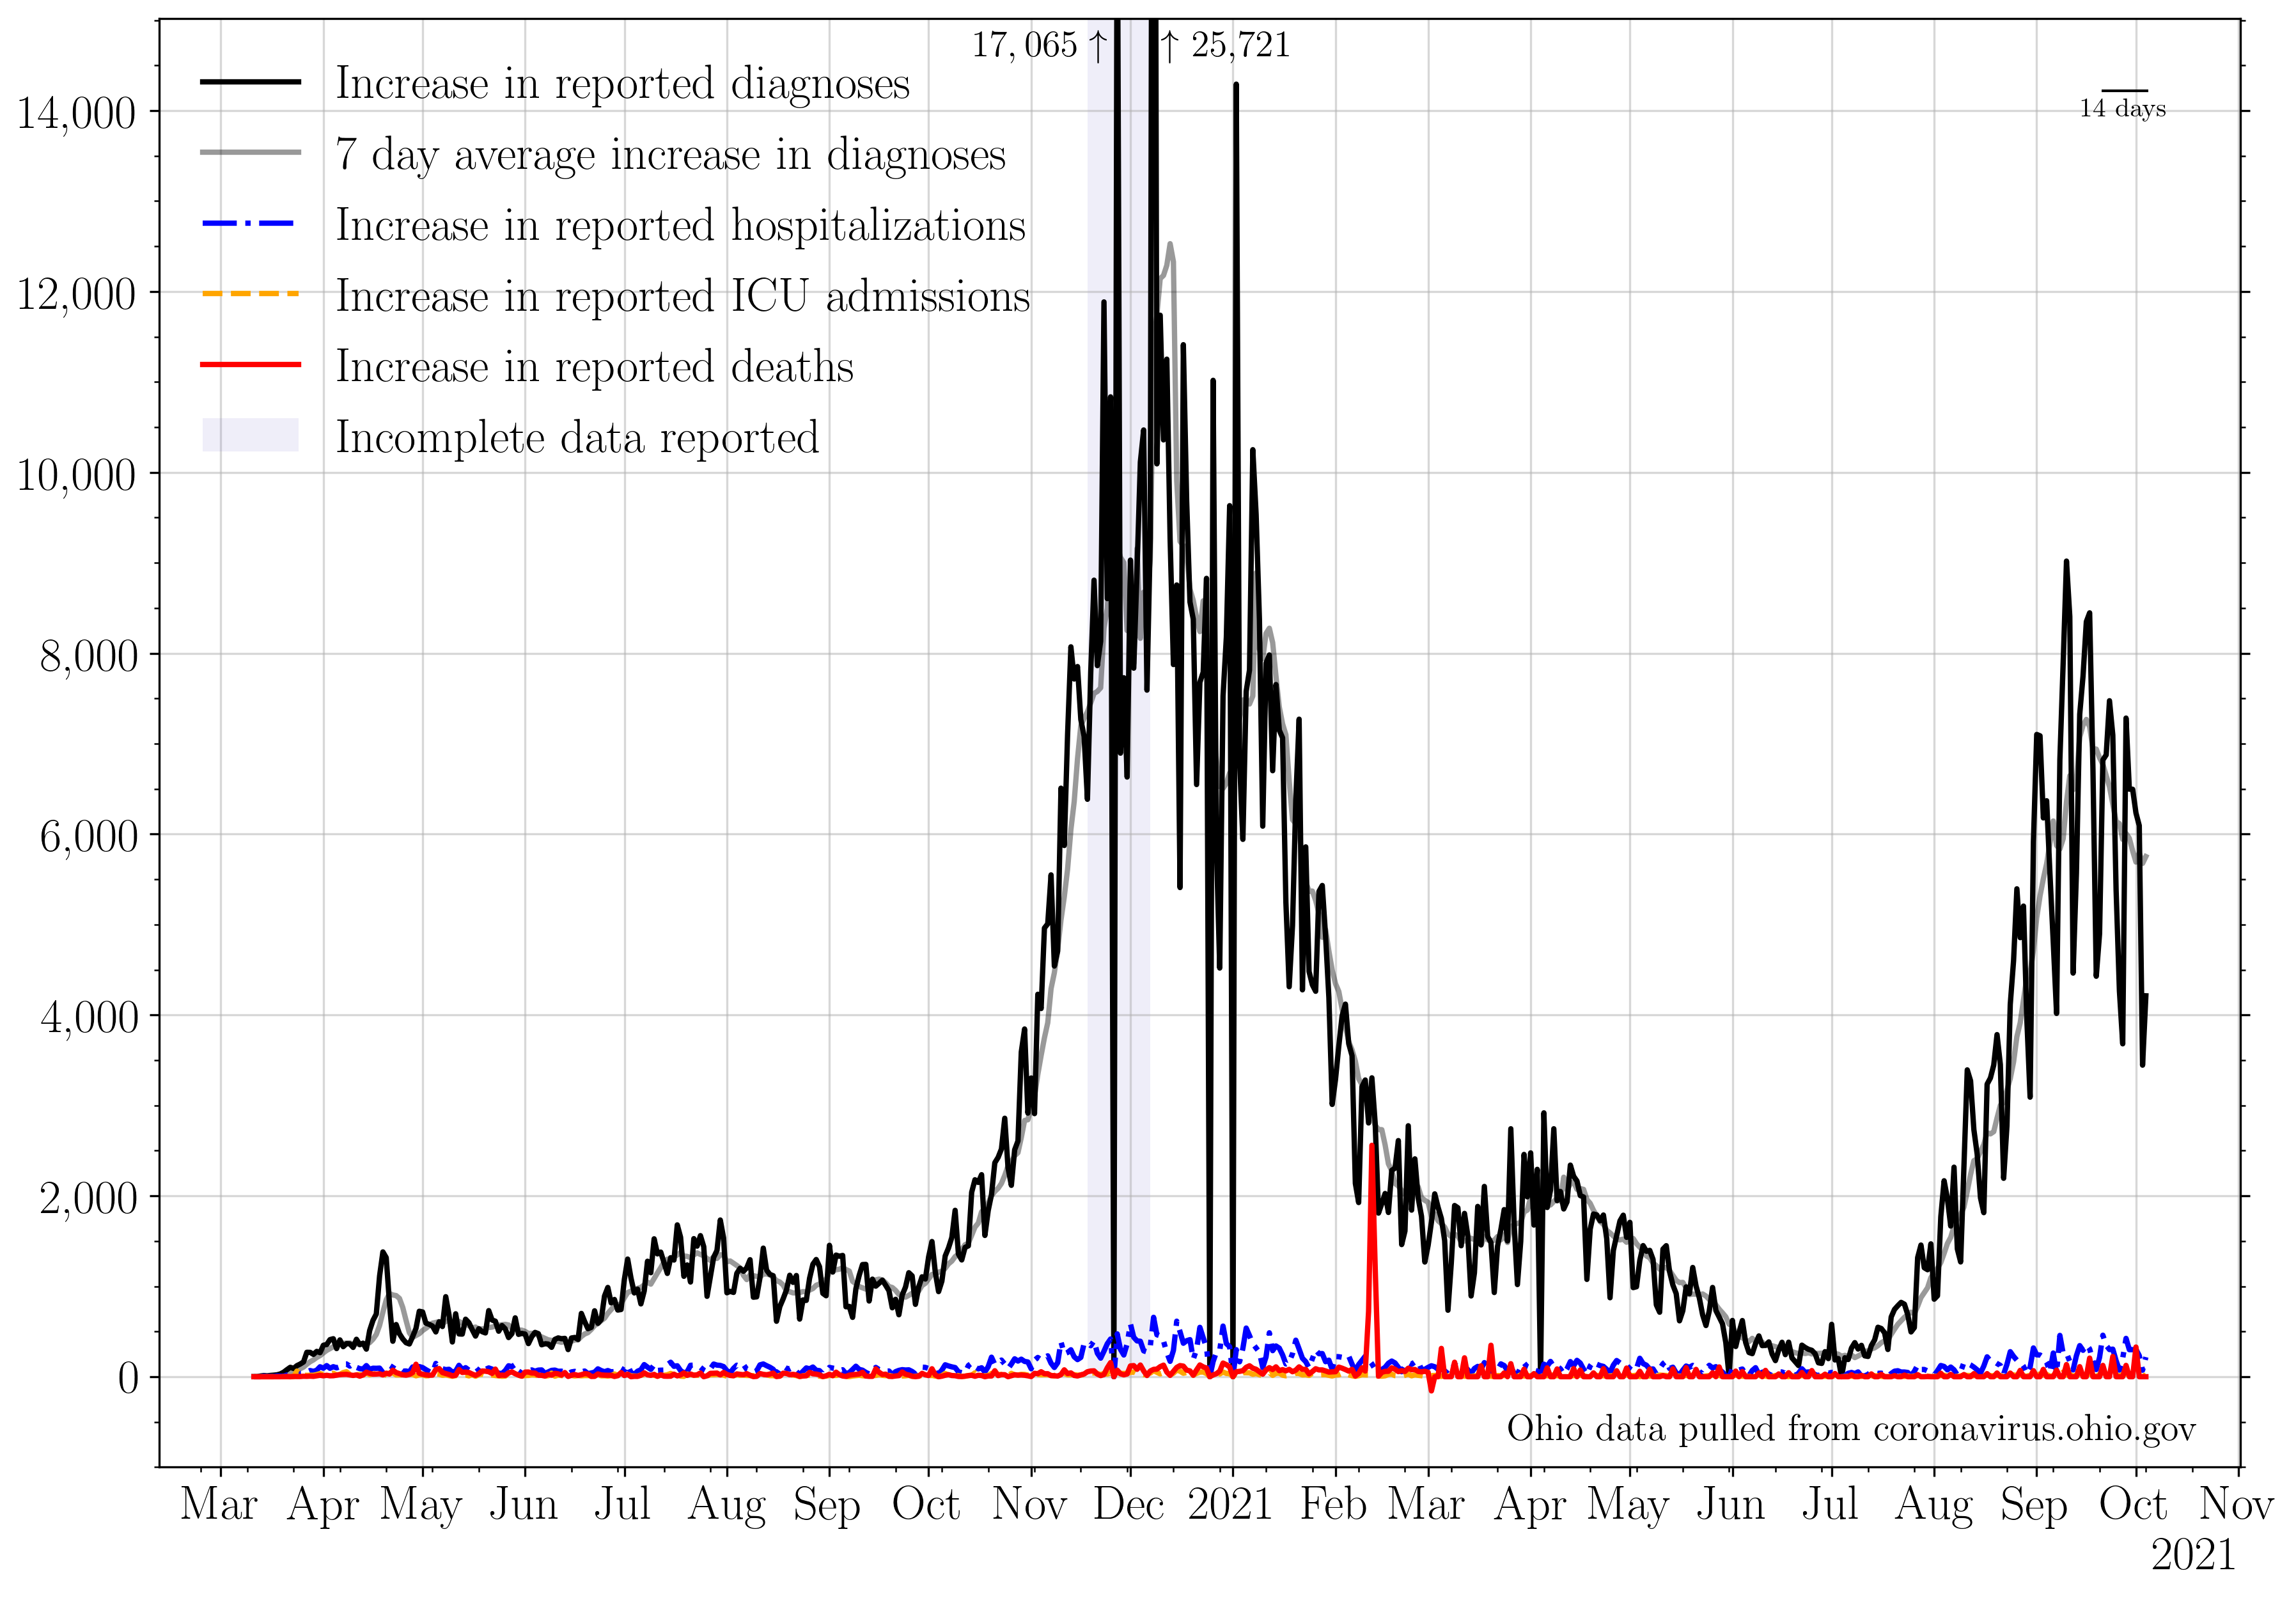 17,065 ↑ ↑ 25,721
Increase in reported diagnoses
7 day average increase in diagnoses
Increase in reported hospitalizations
Increase in reported ICU admissions
Increase in reported deaths
Incomplete data reported
14 days
14,000
12,000
10,000
8,000
6,000
4,000
2,000
0
Ohio data pulled from coronavirus.ohio.gov
Mar Apr May Jun Jul Aug Sep Oct Nov Dec 2021 Feb Mar Apr May Jun Jul Aug Sep Oct Nov
2021